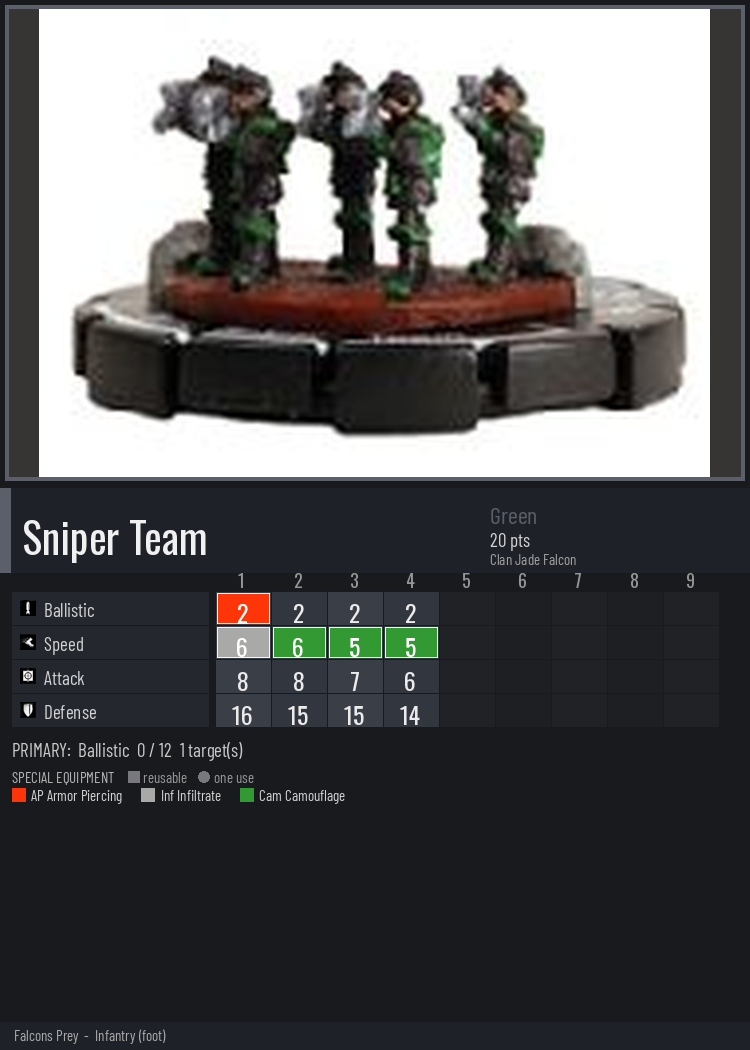 Sniper Team
Green
20 pts
Clan Jade Falcon
1 2 3 4 5 6 7 8 9
Ballistic 2 2 2 2
Speed 6 6 5 5
Attack 8 8 7 6
Defense 16 15 15 14
PRIMARY: Ballistic 0 / 12 1 target(s)
SPECIAL EQUIPMENT reusable one use
AP Armor Piercing Inf Infiltrate Cam Camouflage
Falcons Prey - Infantry (foot)